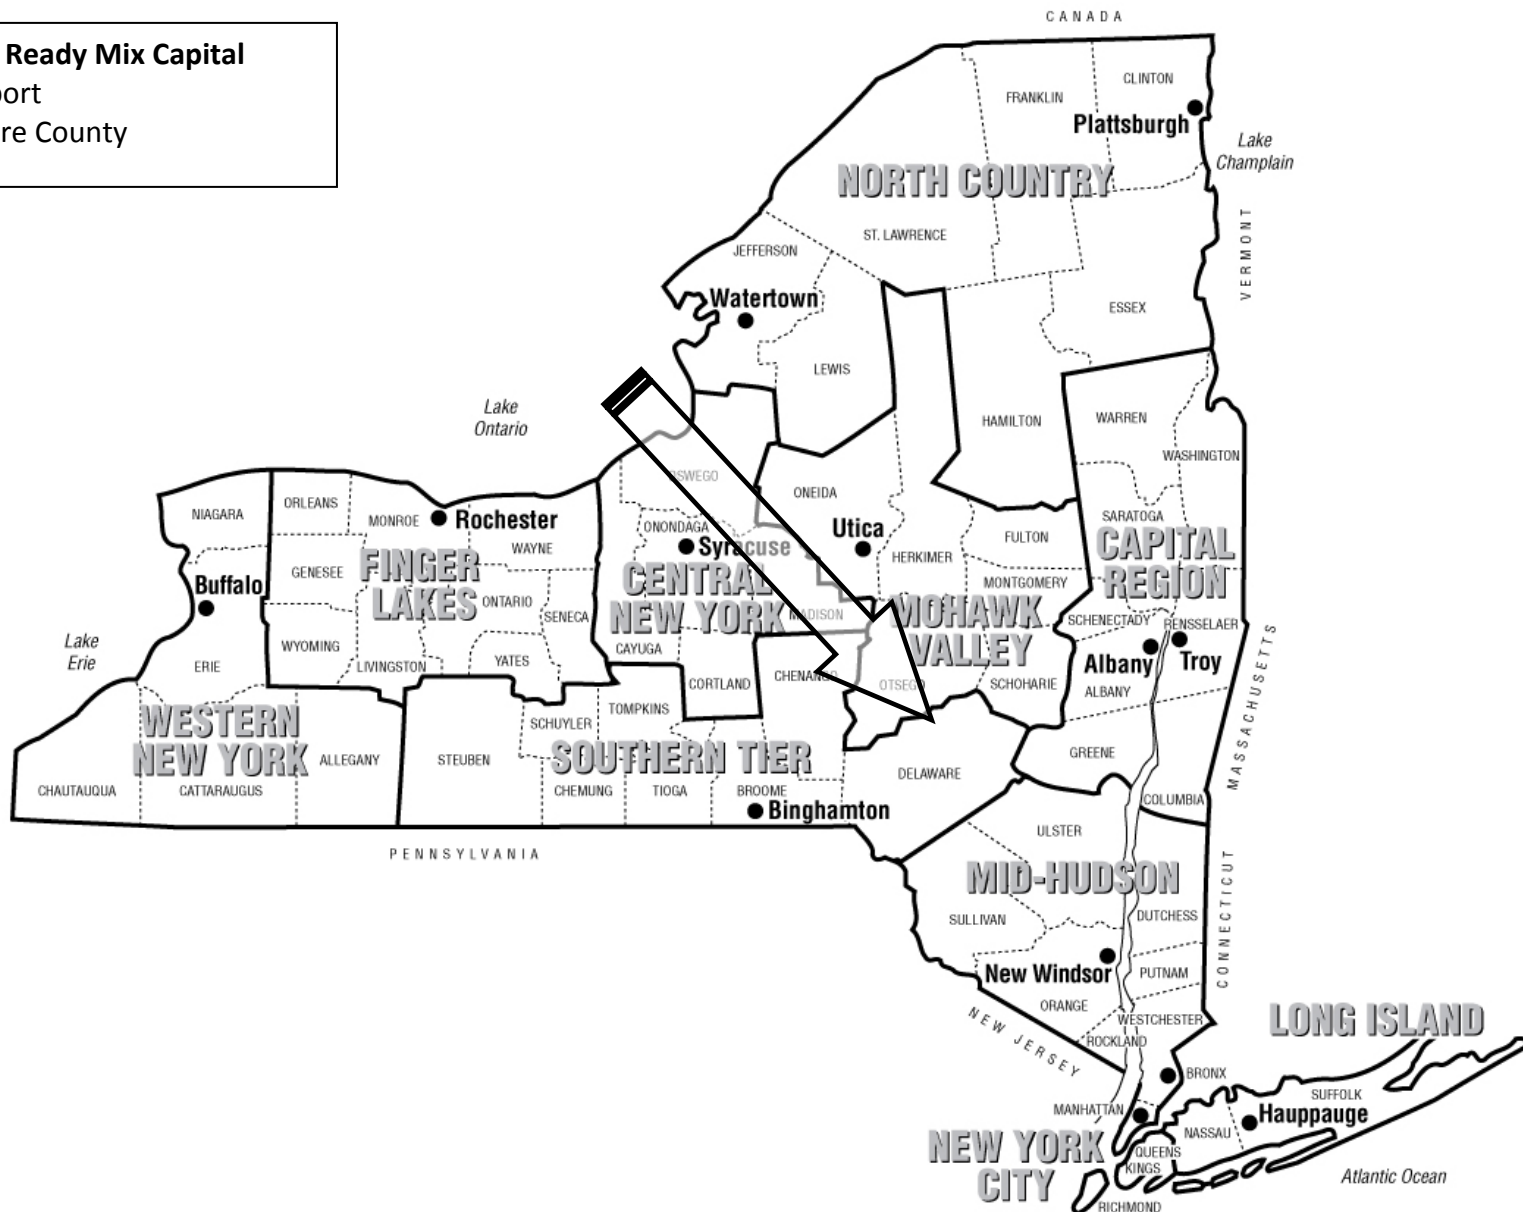 Ready Mix Capital
port
re County
CANADA
CLINTON
FRANKLIN
Plattsburgh
Lake
Champlain
NORTH COUNTRY
VERMONT
ST. LAWRENCE
JEFFERSON
Watertown
ESSEX
LEWIS
Lake
Ontario
HAMILTON
WARREN
WASHINGTON
OSWEGO
ONEIDA
NIAGARA
ORLEANS
MONROE
Rochester
WAYNE
ONONDAGA
Syracuse
Utica
HERKIMER
FULTON
SARATOGA
CAPITAL
REGION
GENESEE
FINGER
LAKES
ONTARIO
SENECA
CENTRAL
NEW YORK
MADISON
MONTGOMERY
MOHAWK
VALLEY
SCHENECTADY
RENSSELAER
Buffalo
Lake
Erie
ERIE
WYOMING
LIVINGSTON
YATES
CAYUGA
CORTLAND
CHENANGO
OTSEGO
SCHOHARIE
Albany
Troy
ALBANY
MASSACHUSETTS
WESTERN
NEW YORK
ALLEGANY
STEUBEN
SCHUYLER
TOMPKINS
SOUTHERN TIER
DELAWARE
GREENE
COLUMBIA
CHAUTAUQUA
CATTARAUGUS
CHEMUNG
TIOGA
BROOME
Binghamton
PENNSYLVANIA
ULSTER
MID-HUDSON
SULLIVAN
DUTCHESS
CONNECTICUT
New Windsor
PUTNAM
ORANGE
WESTCHESTER
ROCKLAND
NEW JERSEY
LONG ISLAND
BRONX
MANHATTAN
SUFFOLK
Hauppauge
NASSAU
NEW YORK
CITY
QUEENS
KINGS
RICHMOND
Atlantic Ocean